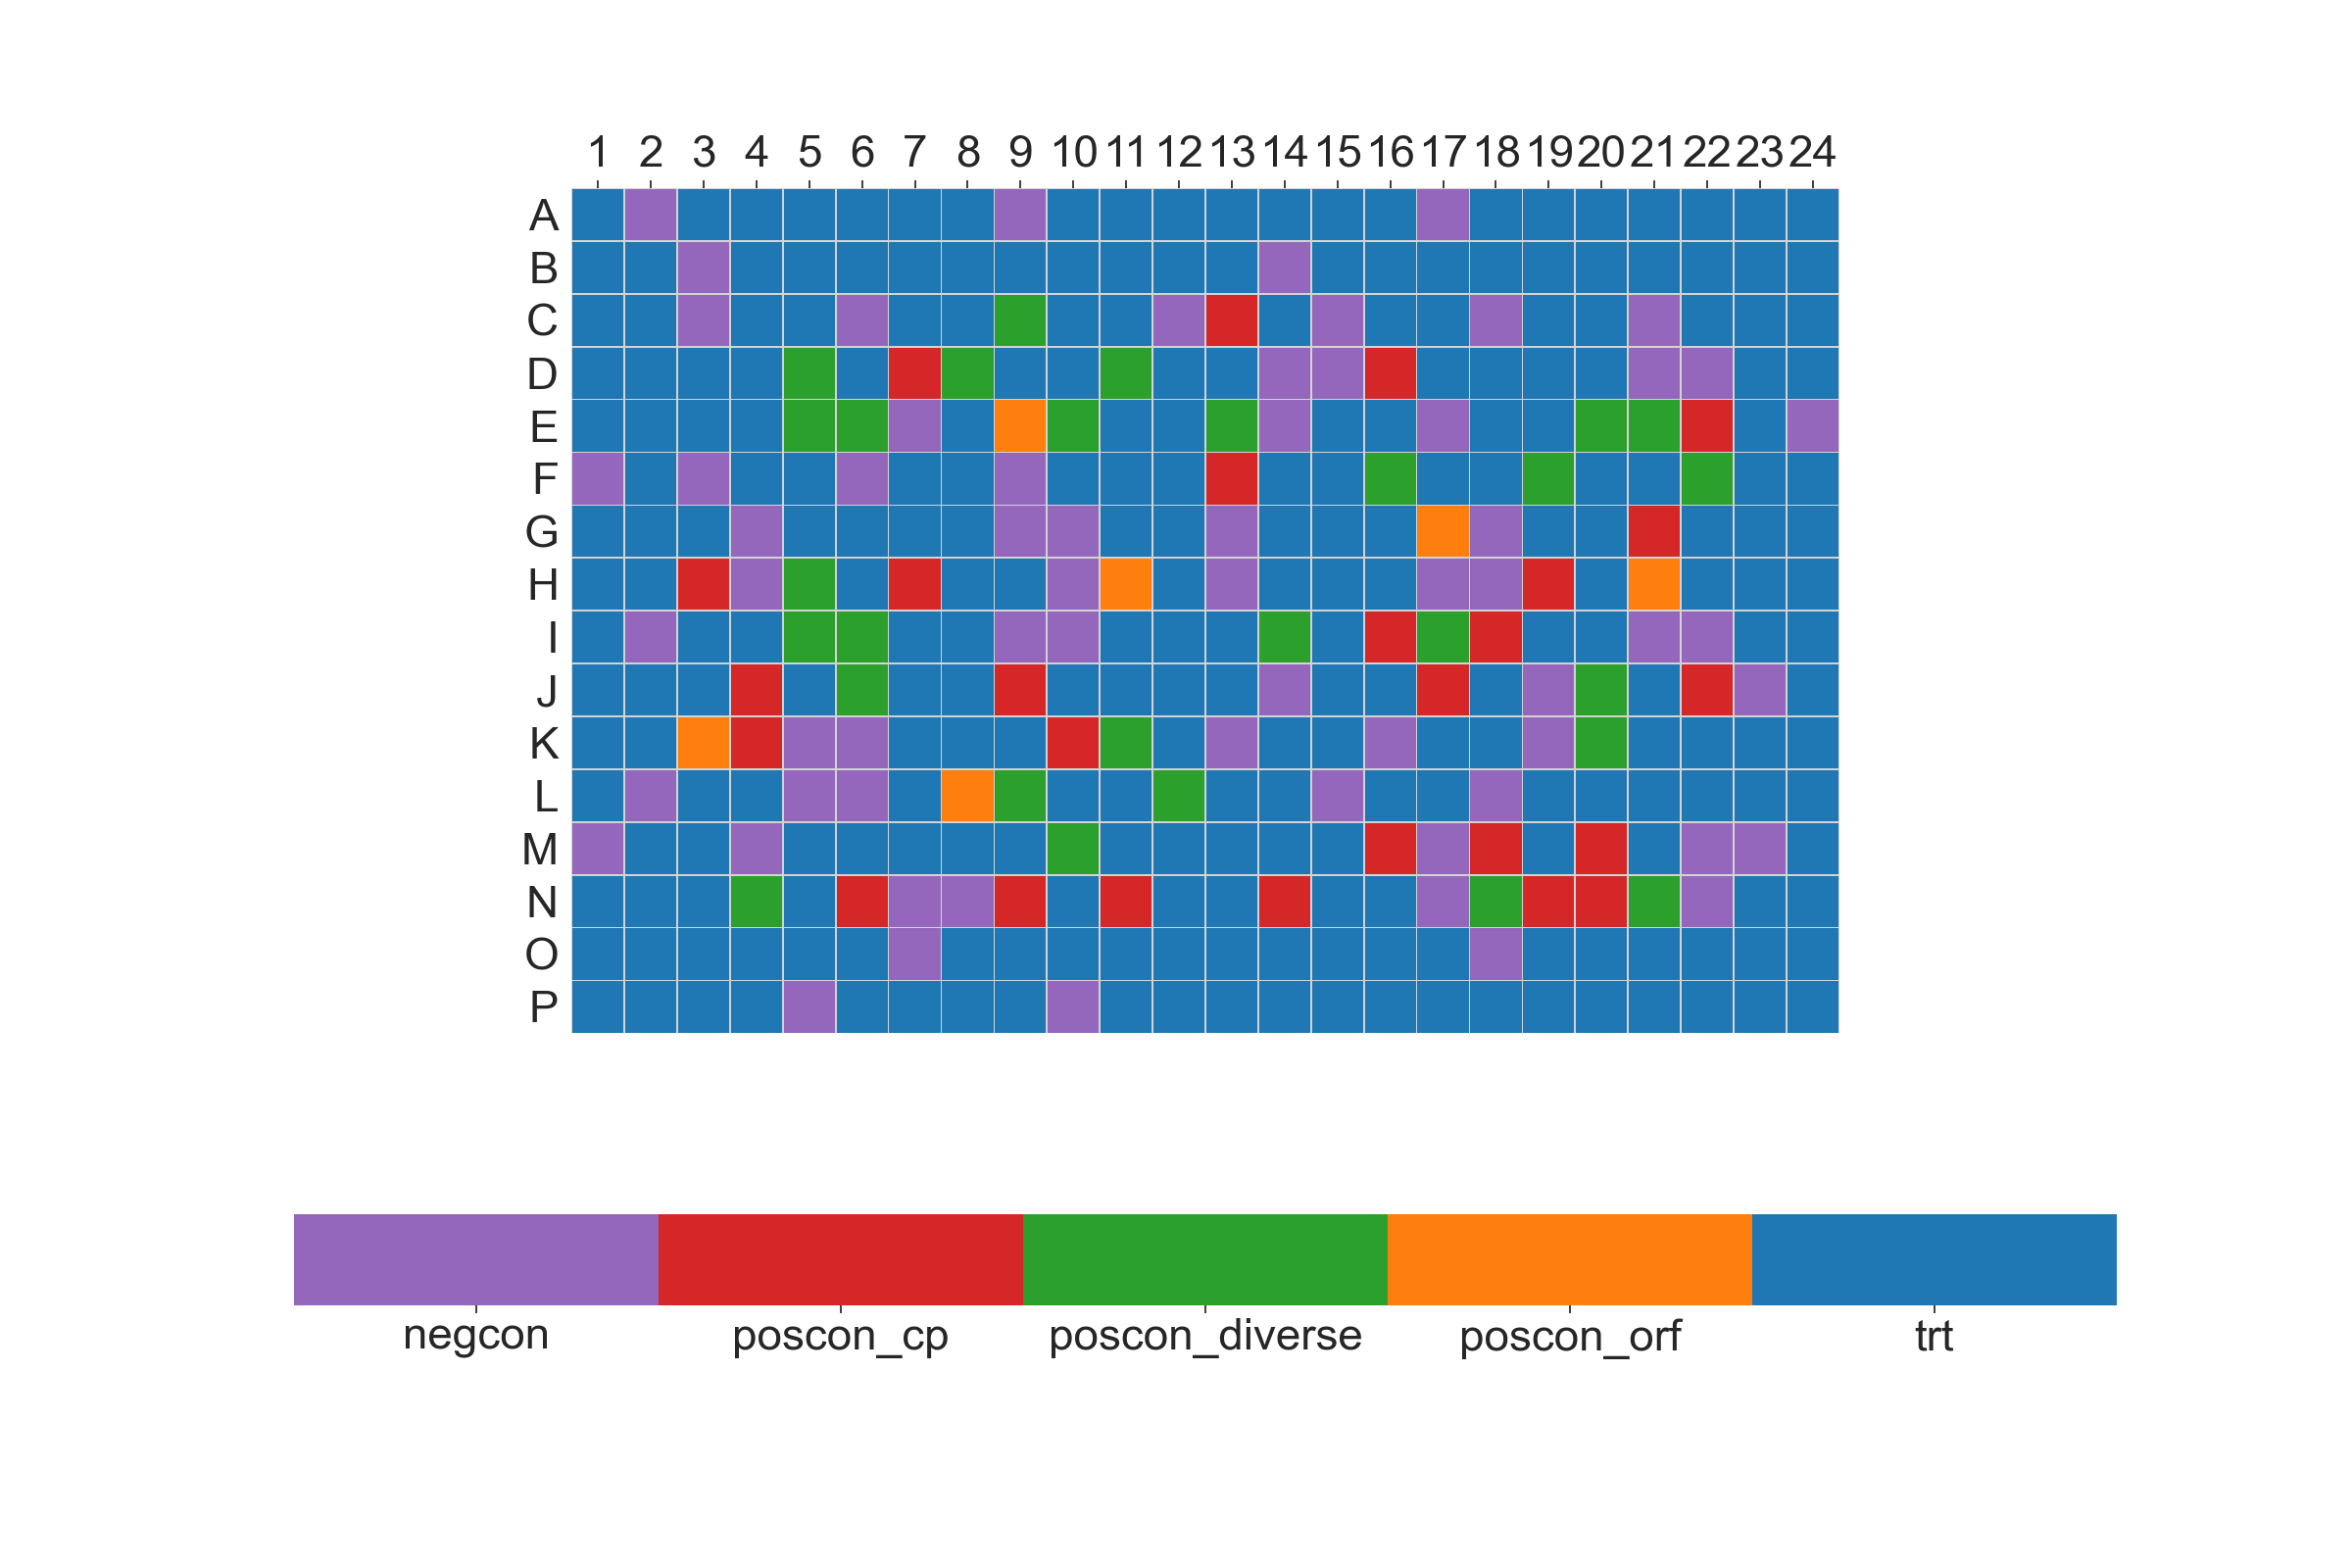 1 2 3 4 5 6 7 8 9 10 11 12 13 14 15 16 17 18 19 20 21 22 23 24
A
B
C
D
E
F
G
H
I
J
K
L
M
N
O
P
negcon poscon_cp poscon_diverse poscon_orf trt